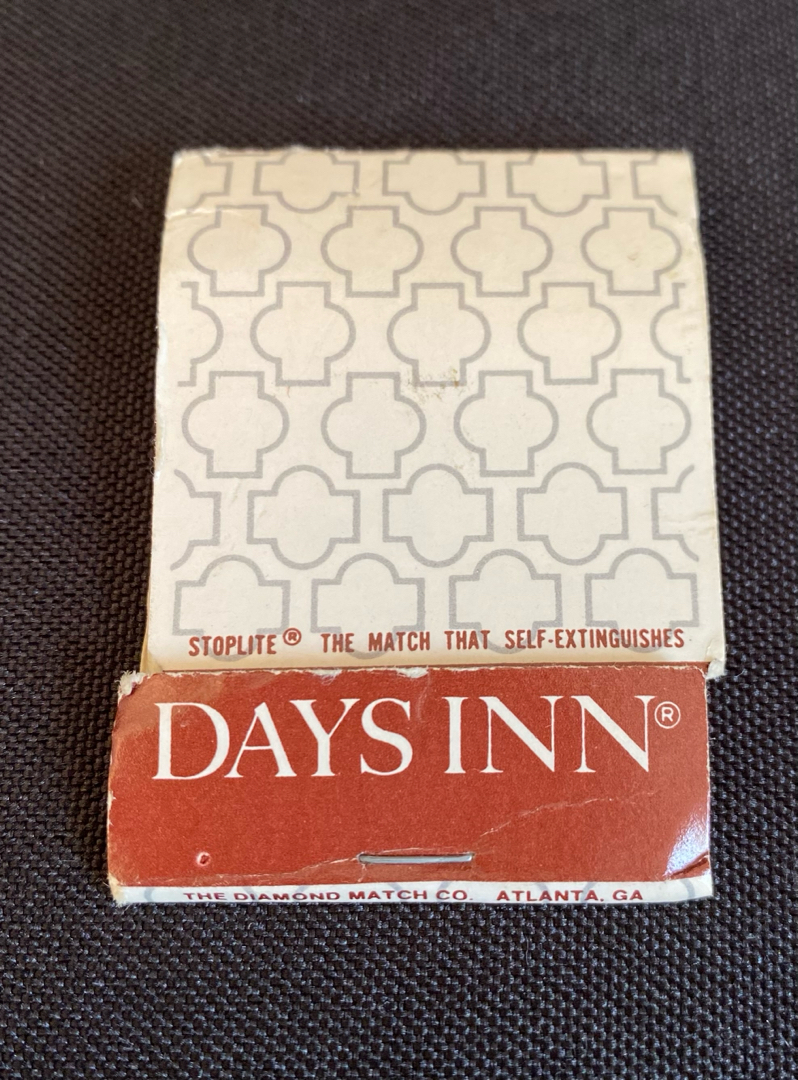 STOPLITE® THE MATCH THAT SELF-EXTINGUISHES
DAYS INN®
THE DIAMOND MATCH CO. ATLANTA, GA